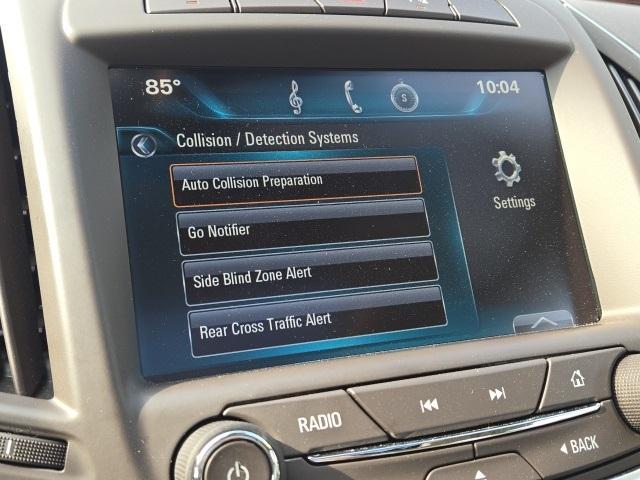 85° S 10:04
Collision / Detection Systems
Auto Collision Preparation
Go Notifier
Settings
Side Blind Zone Alert
Rear Cross Traffic Alert
RADIO
BACK